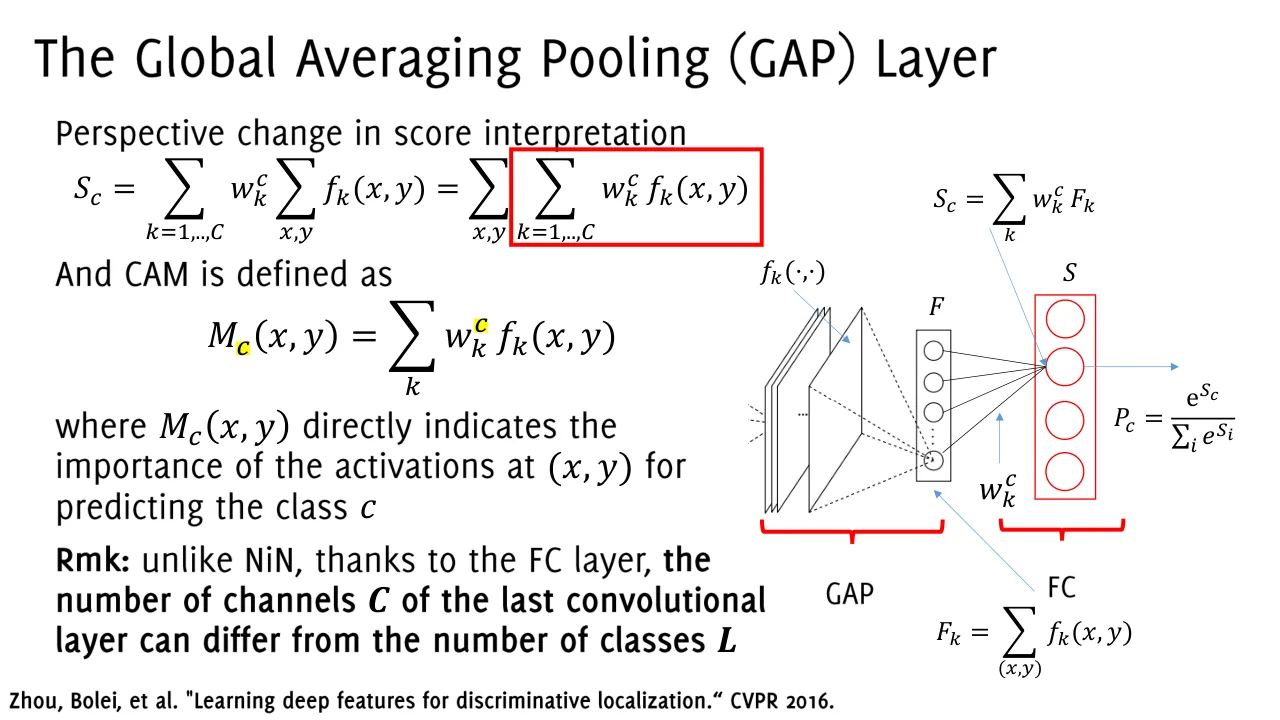 The Global Averaging Pooling (GAP) Layer
Perspective change in score interpretation
S_c = ∑_{k=1,..,C} w_k^c ∑_{x,y} f_k(x, y) = ∑_{x,y} ∑_{k=1,..,C} w_k^c f_k(x, y)
And CAM is defined as
M_c(x, y) = ∑_k w_k^c f_k(x, y)
where M_c(x, y) directly indicates the
importance of the activations at (x, y) for
predicting the class c
Rmk: unlike NiN, thanks to the FC layer, the
number of channels C of the last convolutional
layer can differ from the number of classes L
S_c = ∑_k w_k^c F_k
f_k(·,·)
F
S
...
P_c = e^{S_c} / ∑_i e^{S_i}
w_k^c
GAP
FC
F_k = ∑_{(x,y)} f_k(x, y)
Zhou, Bolei, et al. "Learning deep features for discriminative localization.“ CVPR 2016.